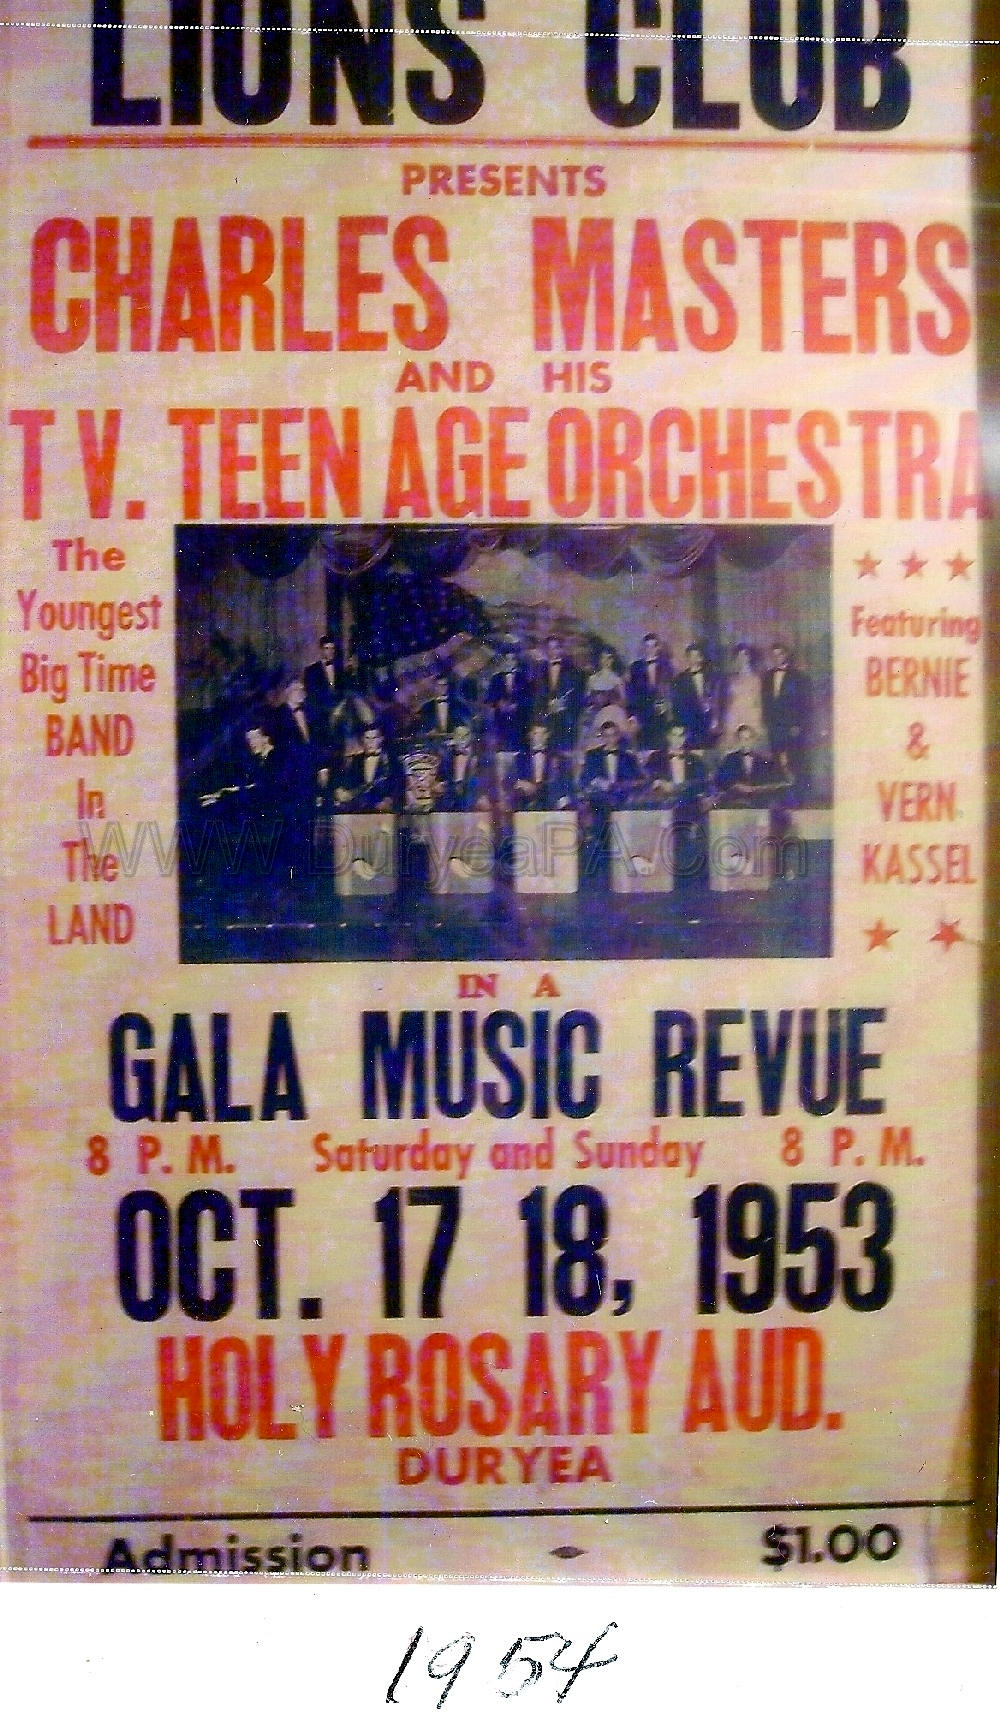 LIONS CLUB
PRESENTS
CHARLES MASTERS
AND HIS
T V. TEEN AGE ORCHESTRA
The
Youngest
Big Time
BAND
In
The
LAND
★ ★ ★
Featuring
BERNIE
&
VERN
KASSEL
★ ★
WWW.DuryeaPA.Com
IN A
GALA MUSIC REVUE
8 P. M. Saturday and Sunday 8 P. M.
OCT. 17 18, 1953
HOLY ROSARY AUD.
DURYEA
Admission $1.00
1954